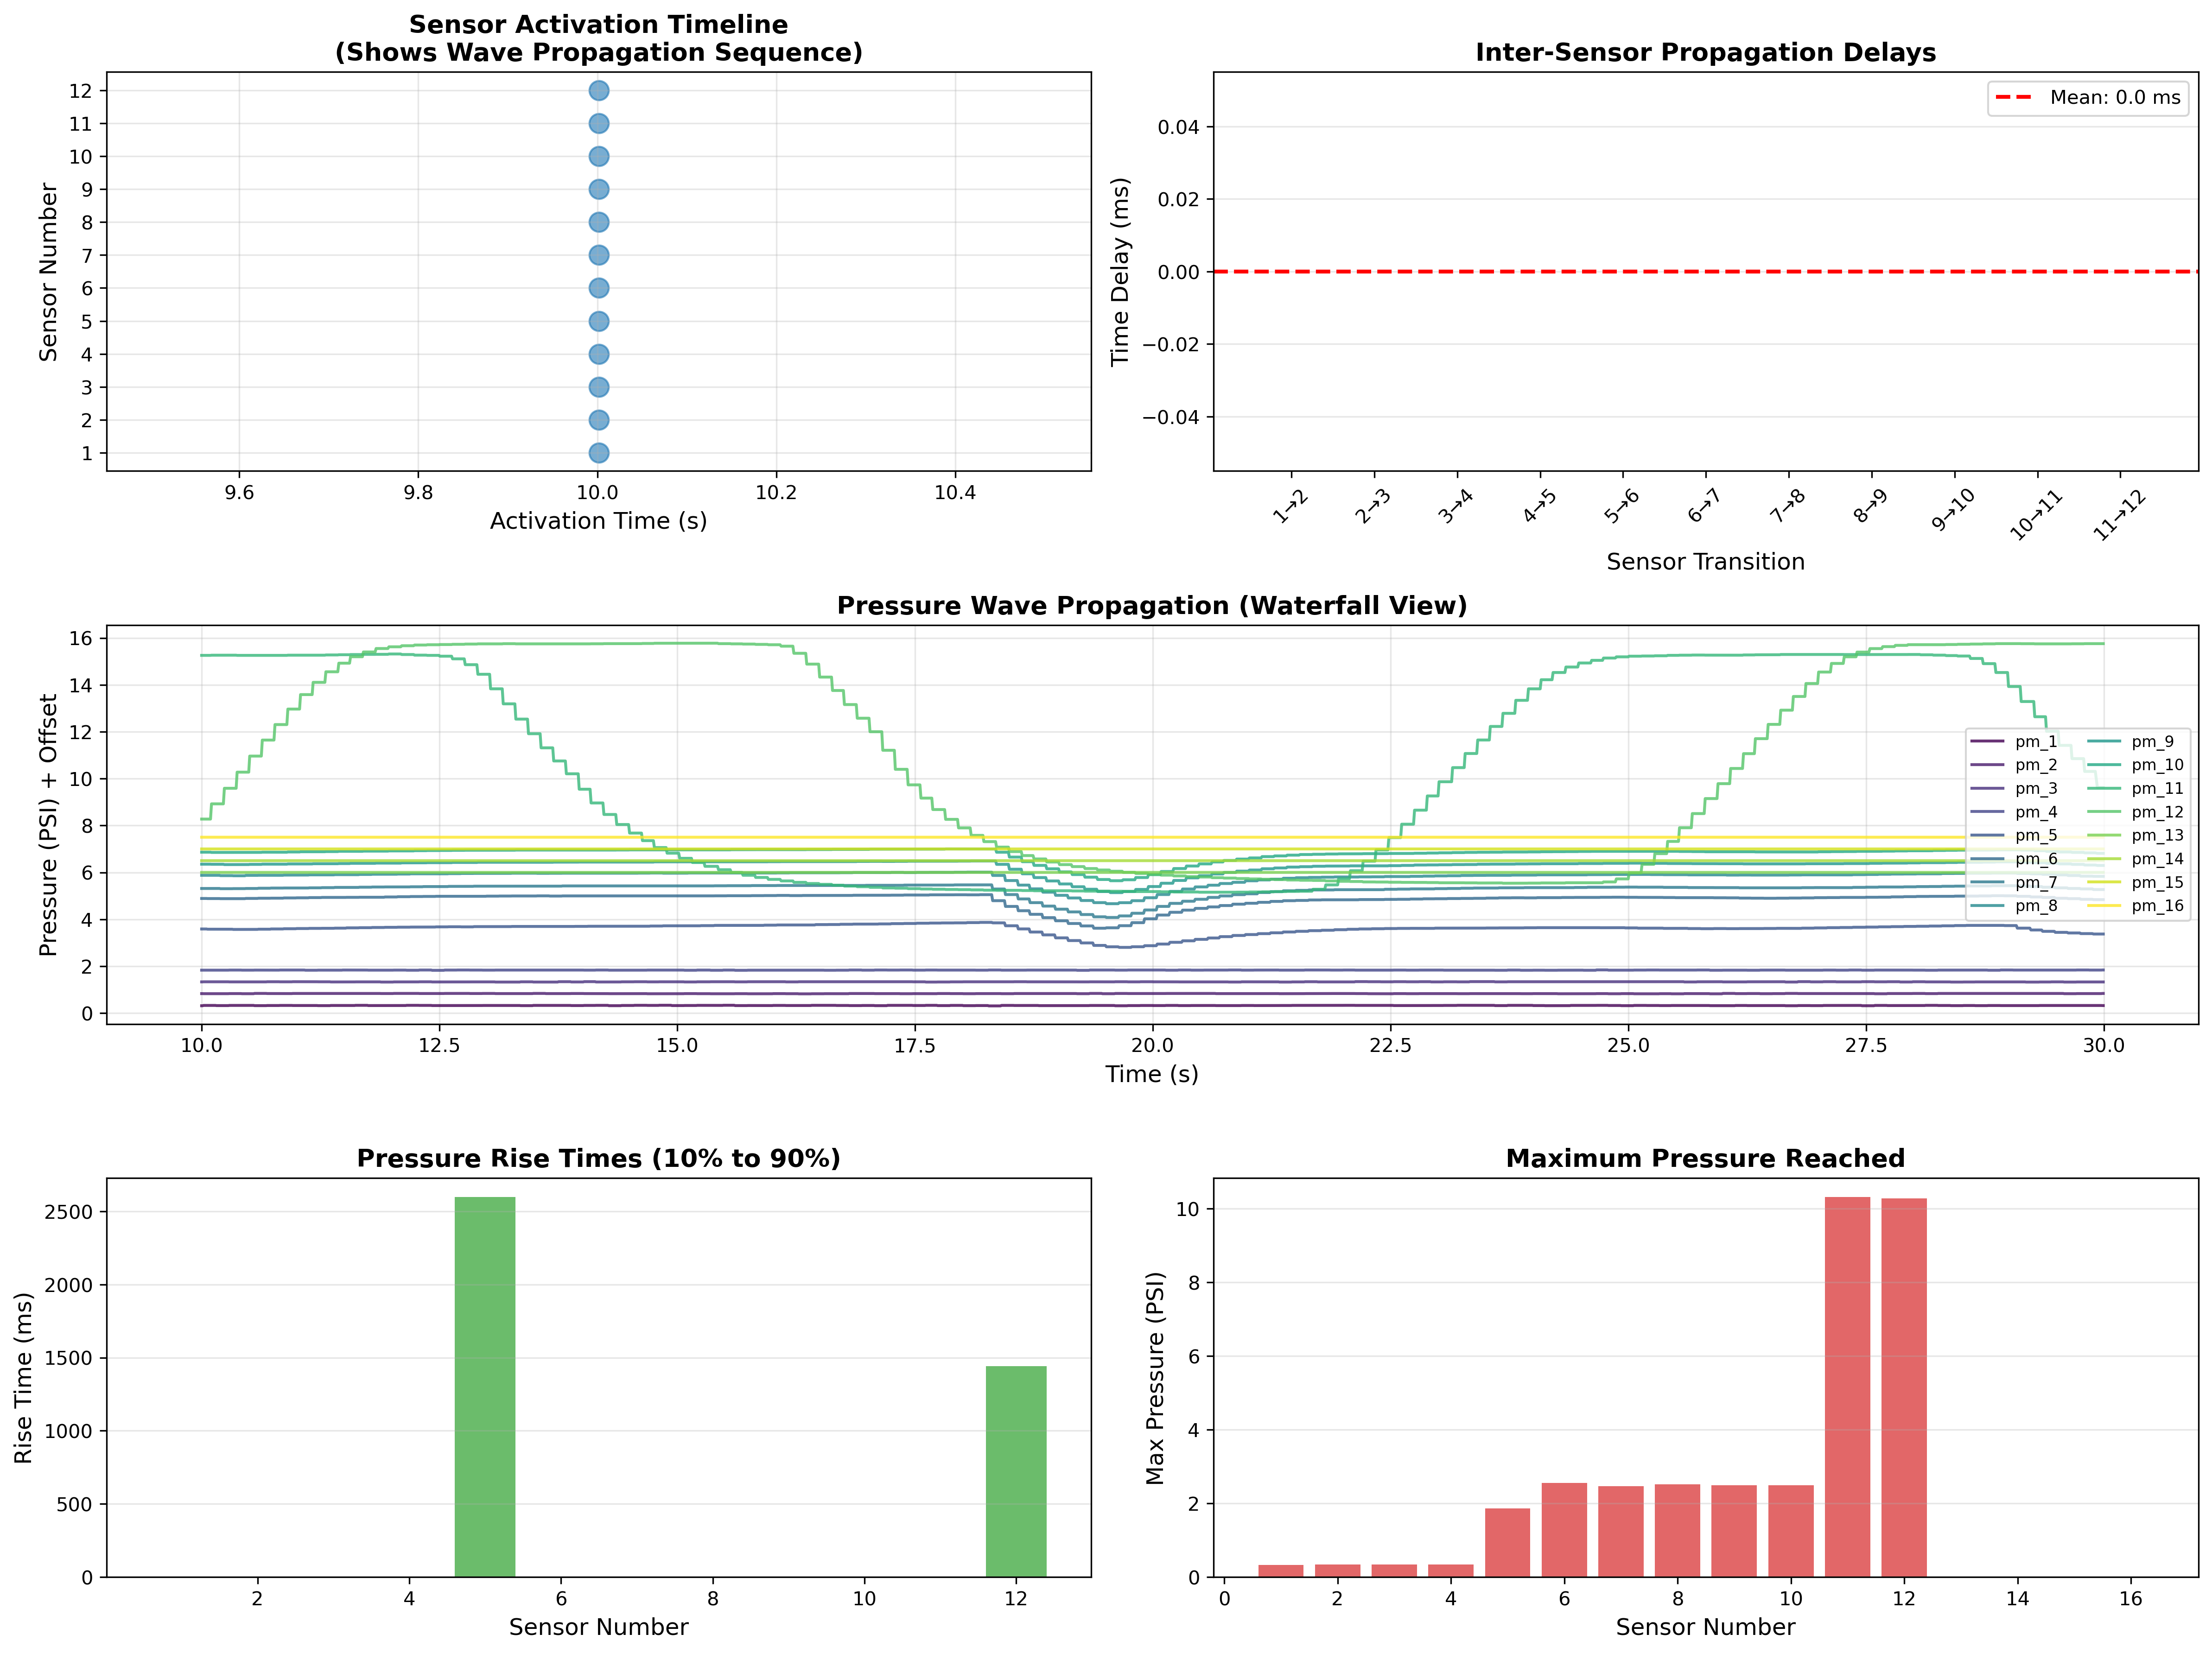 Sensor Activation Timeline
(Shows Wave Propagation Sequence)
Sensor Number
12
11
10
9
8
7
6
5
4
3
2
1
9.6 9.8 10.0 10.2 10.4
Activation Time (s)
Inter-Sensor Propagation Delays
Mean: 0.0 ms
Time Delay (ms)
0.04
0.02
0.00
−0.02
−0.04
1→2 2→3 3→4 4→5 5→6 6→7 7→8 8→9 9→10 10→11 11→12
Sensor Transition
Pressure Wave Propagation (Waterfall View)
Pressure (PSI) + Offset
16
14
12
10
8
6
4
2
0
pm_1 pm_9
pm_2 pm_10
pm_3 pm_11
pm_4 pm_12
pm_5 pm_13
pm_6 pm_14
pm_7 pm_15
pm_8 pm_16
10.0 12.5 15.0 17.5 20.0 22.5 25.0 27.5 30.0
Time (s)
Pressure Rise Times (10% to 90%)
Rise Time (ms)
2500
2000
1500
1000
500
0
2 4 6 8 10 12
Sensor Number
Maximum Pressure Reached
Max Pressure (PSI)
10
8
6
4
2
0
0 2 4 6 8 10 12 14 16
Sensor Number